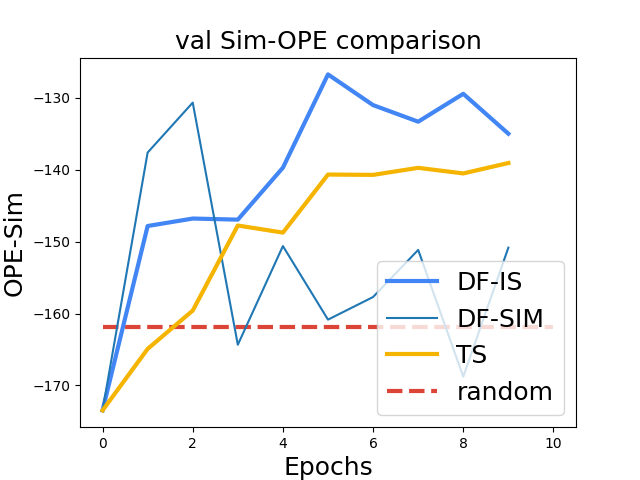 val Sim-OPE comparison
OPE-Sim
−130
−140
−150
−160
−170
0 2 4 6 8 10
Epochs
DF-IS
DF-SIM
TS
random